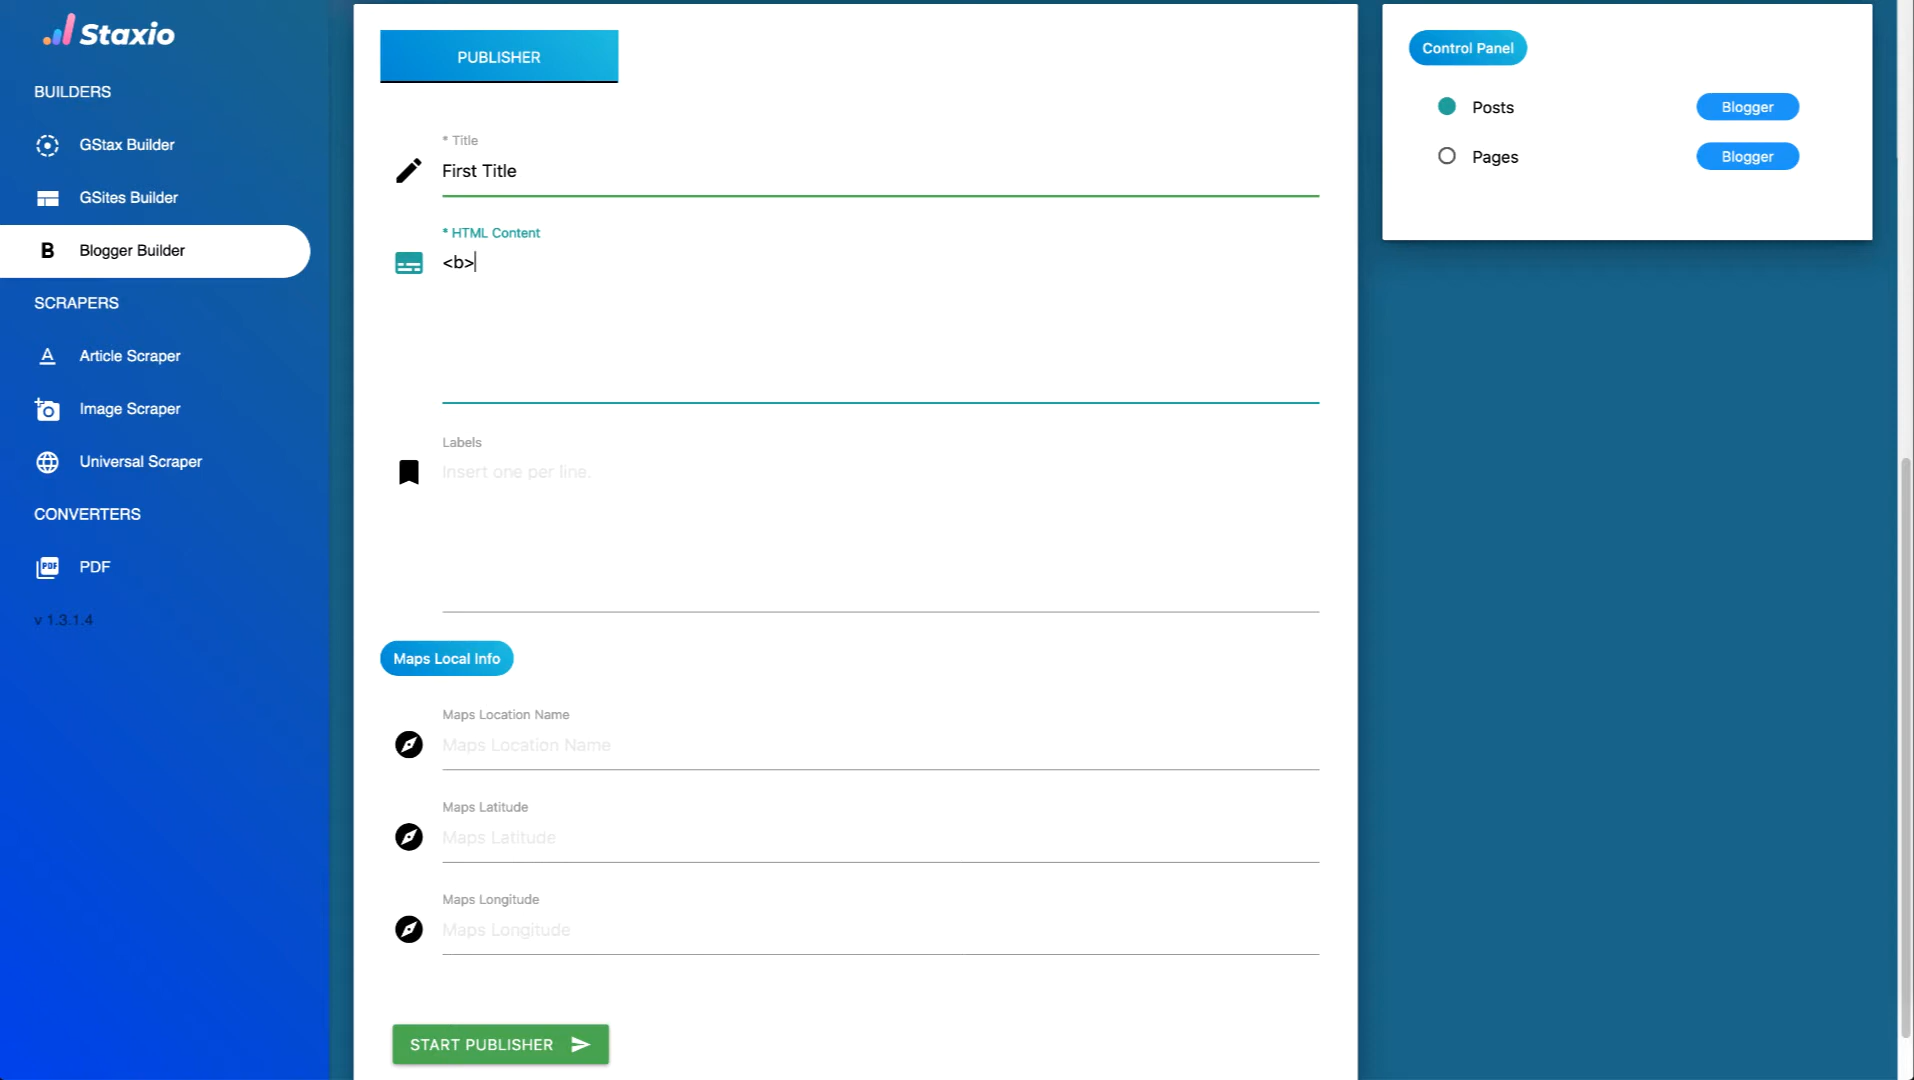 Staxio
BUILDERS
GStax Builder
GSites Builder
B Blogger Builder
SCRAPERS
A Article Scraper
Image Scraper
Universal Scraper
CONVERTERS
PDF PDF
v 1.3.1.4
PUBLISHER
* Title
First Title
* HTML Content
<b>
Labels
Insert one per line.
Maps Local Info
Maps Location Name
Maps Location Name
Maps Latitude
Maps Latitude
Maps Longitude
Maps Longitude
START PUBLISHER
Control Panel
Posts Blogger
Pages Blogger